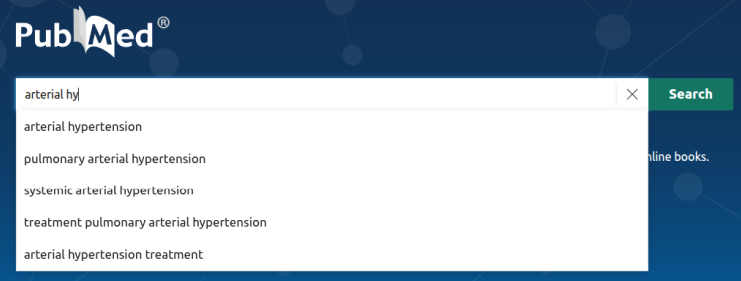 PubMed®
arterial hy
Search
arterial hypertension
pulmonary arterial hypertension
nline books.
systemic arterial hypertension
treatment pulmonary arterial hypertension
arterial hypertension treatment